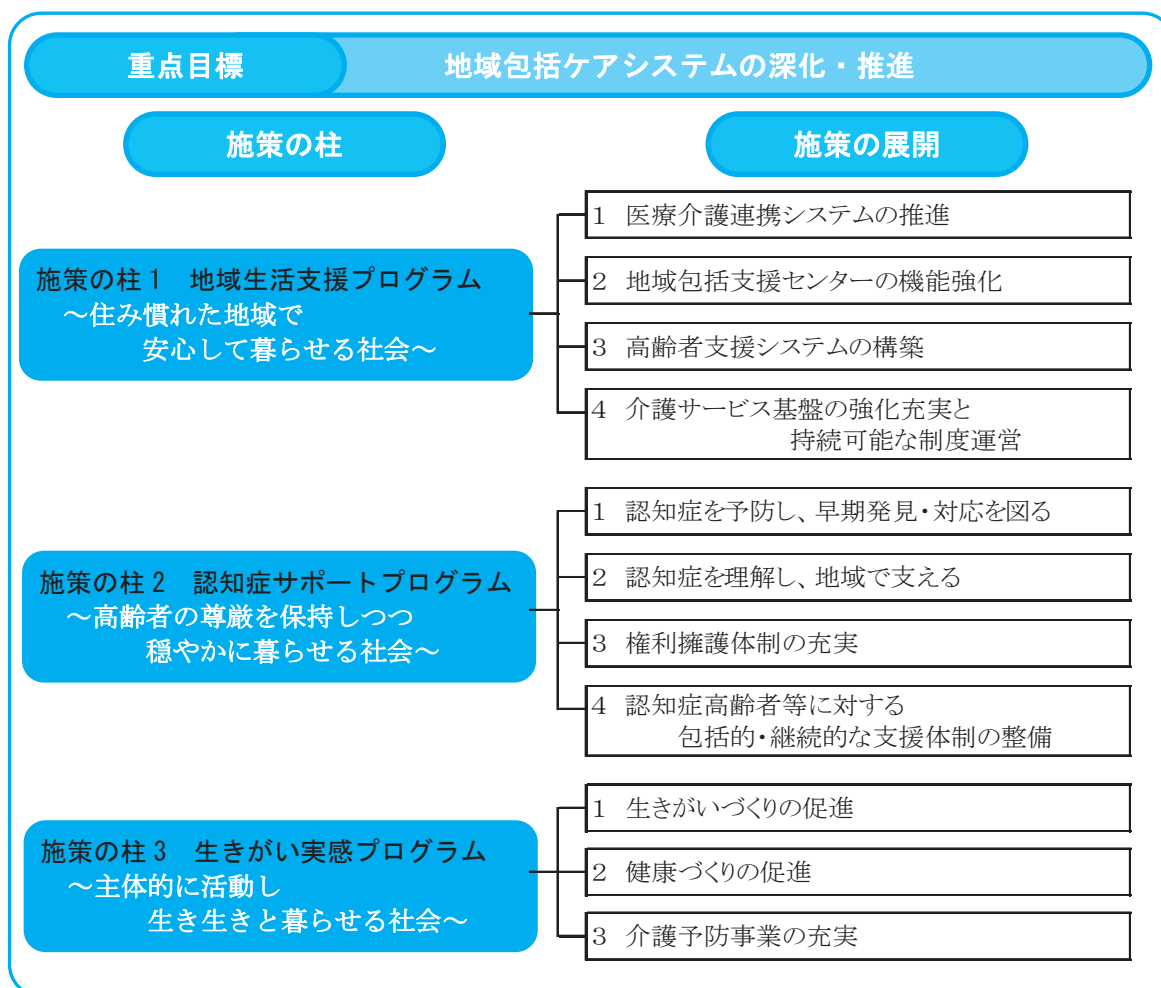 重点目標 地域包括ケアシステムの深化・推進
施策の柱 施策の展開
施策の柱1 地域生活支援プログラム
～住み慣れた地域で
安心して暮らせる社会～
1 医療介護連携システムの推進
2 地域包括支援センターの機能強化
3 高齢者支援システムの構築
4 介護サービス基盤の強化充実と
持続可能な制度運営
施策の柱2 認知症サポートプログラム
～高齢者の尊厳を保持しつつ
穏やかに暮らせる社会～
1 認知症を予防し、早期発見・対応を図る
2 認知症を理解し、地域で支える
3 権利擁護体制の充実
4 認知症高齢者等に対する
包括的・継続的な支援体制の整備
施策の柱3 生きがい実感プログラム
～主体的に活動し
生き生きと暮らせる社会～
1 生きがいづくりの促進
2 健康づくりの促進
3 介護予防事業の充実